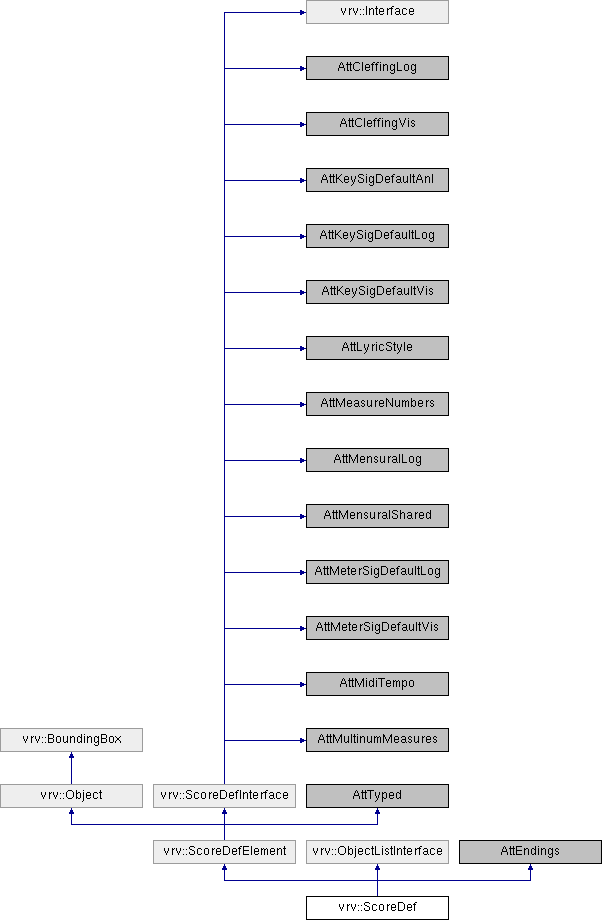 vrv::Interface
AttCleffingLog
AttCleffingVis
AttKeySigDefaultAnl
AttKeySigDefaultLog
AttKeySigDefaultVis
AttLyricStyle
AttMeasureNumbers
AttMensuralLog
AttMensuralShared
AttMeterSigDefaultLog
AttMeterSigDefaultVis
AttMidiTempo
vrv::BoundingBox
AttMultinumMeasures
vrv::Object
vrv::ScoreDefInterface
AttTyped
vrv::ScoreDefElement
vrv::ObjectListInterface
AttEndings
vrv::ScoreDef